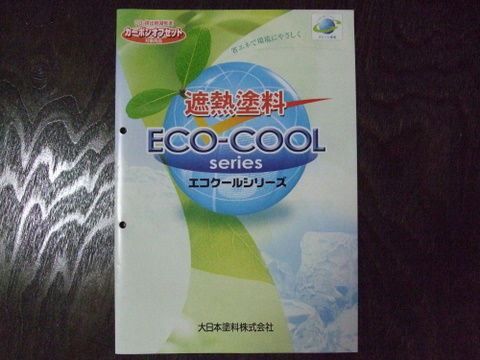 カーボンオフセット
省エネで環境にやさしく
遮熱塗料
ECO-COOL
series
エコクールシリーズ
大日本塗料株式会社